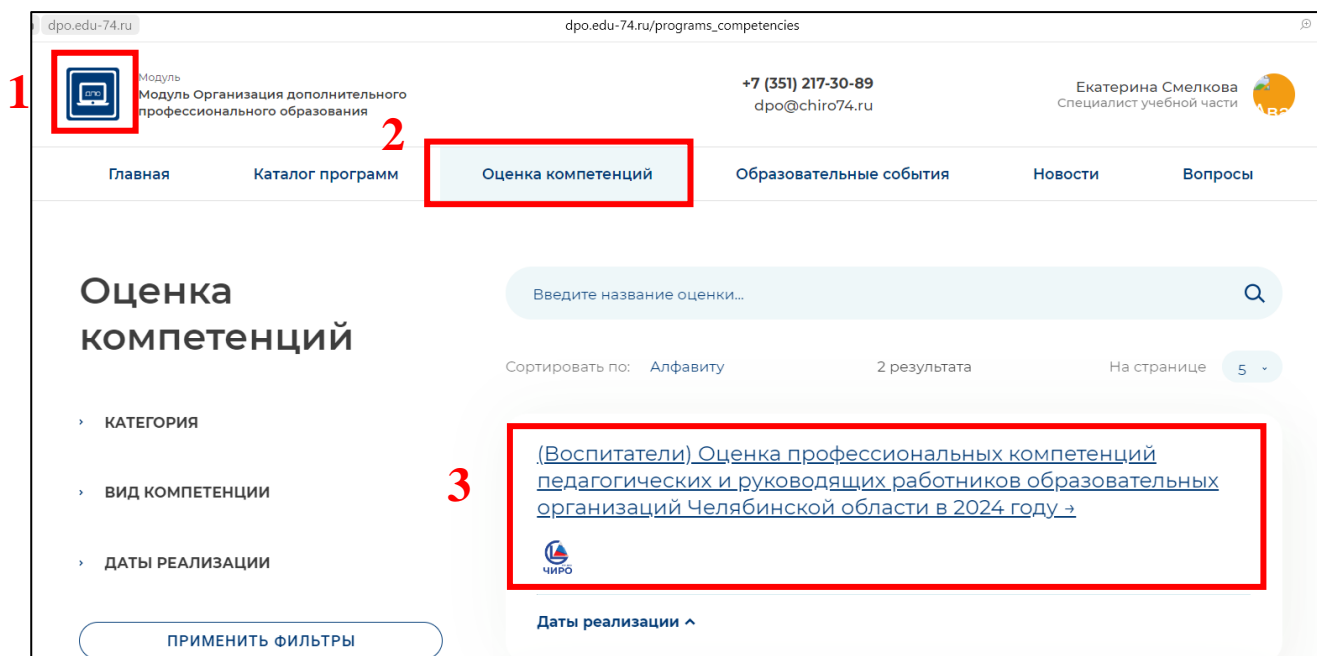 dpo.edu-74.ru
dpo.edu-74.ru/programs_competencies
1
дпо
Модуль
Модуль Организация дополнительного
профессионального образования
+7 (351) 217-30-89
dpo@chiro74.ru
Екатерина Смелкова
Специалист учебной части
Ава
2
Главная
Каталог программ
Оценка компетенций
Образовательные события
Новости
Вопросы
Оценка
компетенций
Введите название оценки...
Сортировать по: Алфавиту
2 результата
На странице 5
КАТЕГОРИЯ
ВИД КОМПЕТЕНЦИИ
ДАТЫ РЕАЛИЗАЦИИ
ПРИМЕНИТЬ ФИЛЬТРЫ
3
(Воспитатели) Оценка профессиональных компетенций
педагогических и руководящих работников образовательных
организаций Челябинской области в 2024 году →
ЧИРО
Даты реализации